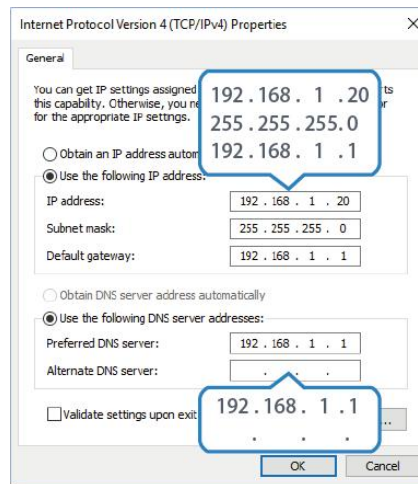 Internet Protocol Version 4 (TCP/IPv4) Properties
General
You can get IP settings assigned
this capability. Otherwise, you
for the appropriate IP settings.
192.168. 1 .20
255.255.255.0
192.168. 1 .1
Obtain an IP address
Use the following IP address:
IP address: 192 . 168 . 1 . 20
Subnet mask: 255 . 255 . 255 . 0
Default gateway: 192 . 168 . 1 . 1
Obtain DNS server address automatically
Use the following DNS server addresses:
Preferred DNS server: 192 . 168 . 1 . 1
Alternate DNS server: . . .
192.168. 1 .1
. . .
Validate settings upon exit
...
OK Cancel